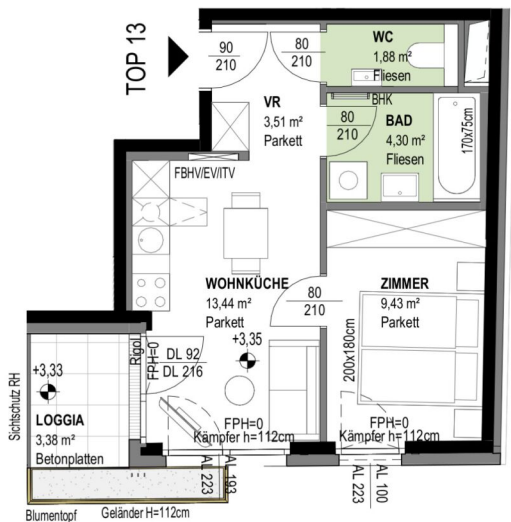 TOP 13
90
210
80
210
WC
1,88 m²
Fliesen
VR
3,51 m²
Parkett
BHK
80
210
BAD
4,30 m²
Fliesen
170x75cm
FBHV/EV/ITV
WOHNKÜCHE
13,44 m²
Parkett
80
210
ZIMMER
9,43 m²
Parkett
200x180cm
+3,35
Rigol
FPH=0
DL 92
DL 216
+3,33
LOGGIA
3,38 m²
Betonplatten
Sichtschutz RH
FPH=0
Kämpfer h=112cm
FPH=0
Kämpfer h=112cm
AL 223
AL 193
AL 223
AL 100
Blumentopf
Geländer H=112cm